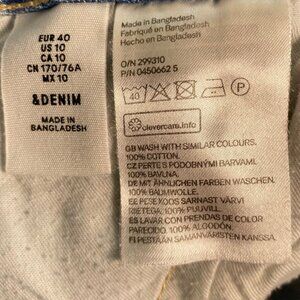 EUR 40
US 10
CA 10
CN 170/76A
MX 10
&DENIM
MADE IN
BANGLADESH
Made in Bangladesh
Fabriqué en Bangladesh
Hecho en Bangladesh
O/N 299310
P/N 0450662 5
40
P
clevercare.info
GB WASH WITH SIMILAR COLOURS.
100% COTTON.
CZ PERTE S PODOBNÝMI BARVAMI.
100% BAVLNA.
DE MIT ÄHNLICHEN FARBEN WASCHEN.
100% BAUMWOLLE.
EE PESE KOOS SARNAST VÄRVI
RIIETEGA. 100% PUUVILL.
ES LAVAR CON PRENDAS DE COLOR
PARECIDO. 100% ALGODÓN.
FI PESTÄÄN SAMANVÄRISTEN KANSSA.